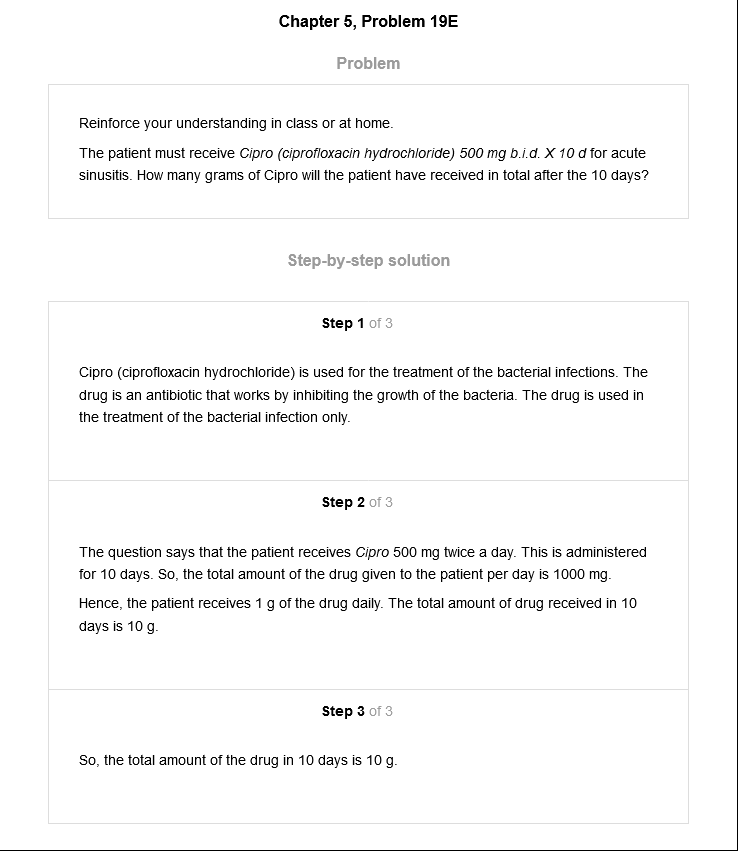 Chapter 5, Problem 19E
Problem
Reinforce your understanding in class or at home.
The patient must receive Cipro (ciprofloxacin hydrochloride) 500 mg b.i.d. X 10 d for acute
sinusitis. How many grams of Cipro will the patient have received in total after the 10 days?
Step-by-step solution
Step 1 of 3
Cipro (ciprofloxacin hydrochloride) is used for the treatment of the bacterial infections. The
drug is an antibiotic that works by inhibiting the growth of the bacteria. The drug is used in
the treatment of the bacterial infection only.
Step 2 of 3
The question says that the patient receives Cipro 500 mg twice a day. This is administered
for 10 days. So, the total amount of the drug given to the patient per day is 1000 mg.
Hence, the patient receives 1 g of the drug daily. The total amount of drug received in 10
days is 10 g.
Step 3 of 3
So, the total amount of the drug in 10 days is 10 g.